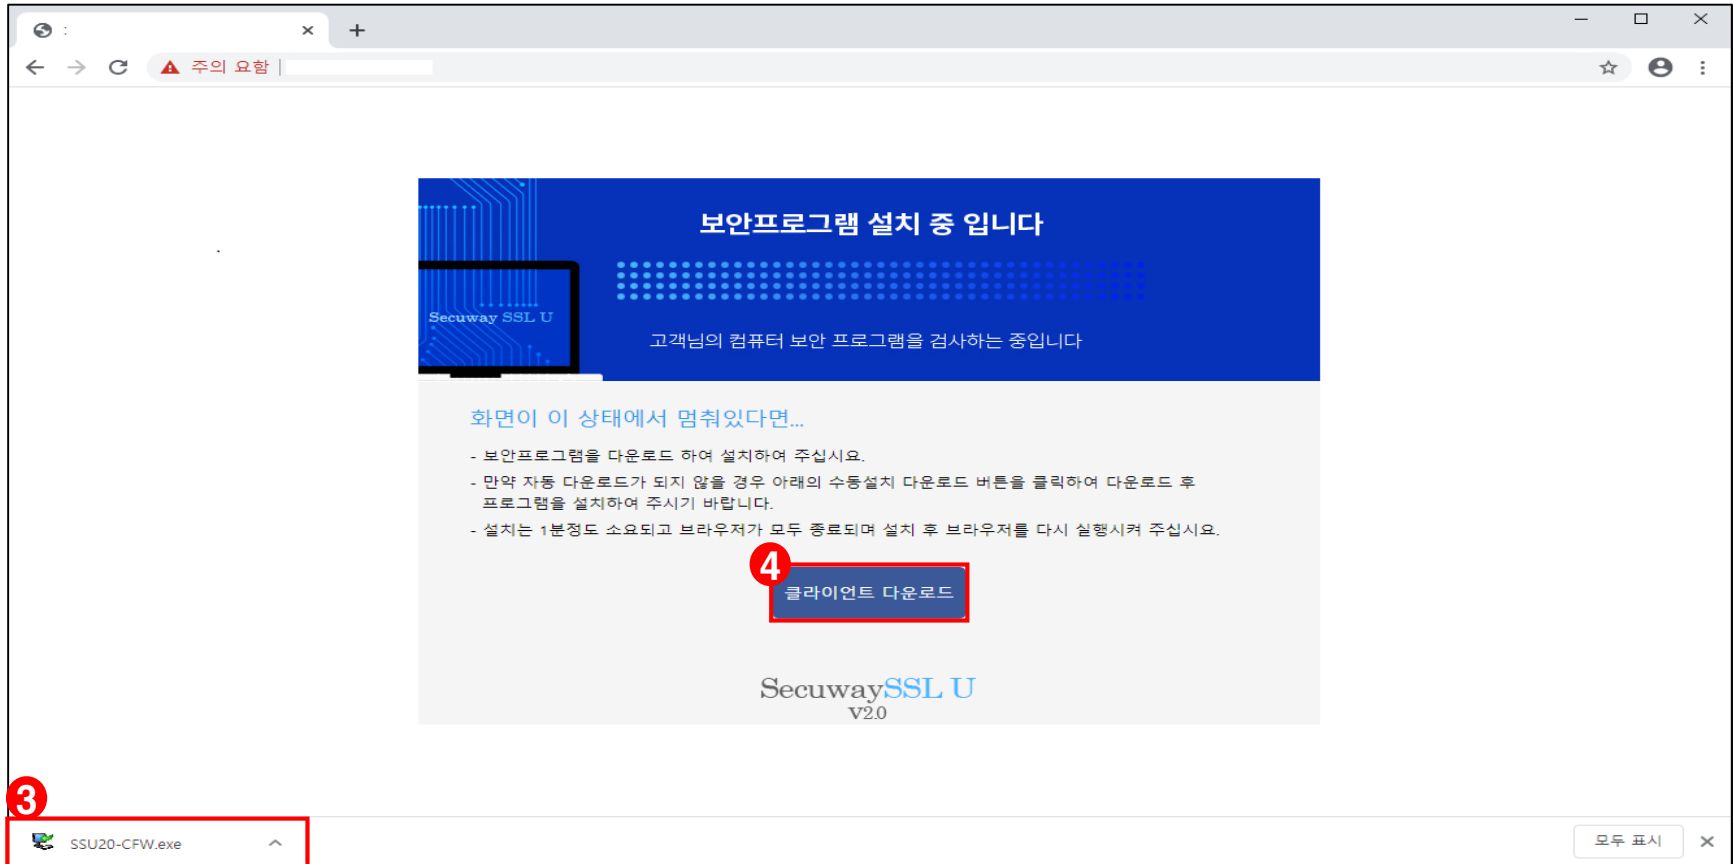 :
주의 요함
보안프로그램 설치 중 입니다
Secuway SSL U
고객님의 컴퓨터 보안 프로그램을 검사하는 중입니다
화면이 이 상태에서 멈춰있다면...
- 보안프로그램을 다운로드 하여 설치하여 주십시요.
- 만약 자동 다운로드가 되지 않을 경우 아래의 수동설치 다운로드 버튼을 클릭하여 다운로드 후
프로그램을 설치하여 주시기 바랍니다.
- 설치는 1분정도 소요되고 브라우저가 모두 종료되며 설치 후 브라우저를 다시 실행시켜 주십시요.
4
클라이언트 다운로드
SecuwaySSL U
V2.0
3
SSU20-CFW.exe
모두 표시